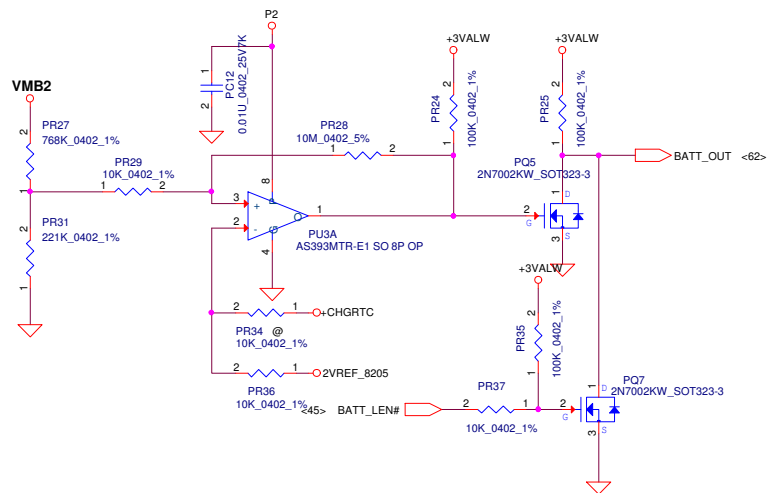 P2
+3VALW
+3VALW
VMB2
1
2
PC12
0.01U_0402_25V7K
PR27
768K_0402_1%
2
1
PR29
10K_0402_1%
1
2
PR28
10M_0402_5%
1
2
2
1
PR24
100K_0402_1%
2
1
PR25
100K_0402_1%
BATT_OUT <62>
PQ5
2N7002KW_SOT323-3
1
D
2
G
3
S
8
3
+
2
-
P
G
O
1
4
PU3A
AS393MTR-E1 SO 8P OP
PR31
221K_0402_1%
2
1
2
1
+CHGRTC
PR34 @
10K_0402_1%
2
1
2VREF_8205
PR36
10K_0402_1%
+3VALW
2
1
PR35
100K_0402_1%
<45> BATT_LEN#
2
1
PR37
10K_0402_1%
PQ7
2N7002KW_SOT323-3
1
D
2
G
3
S